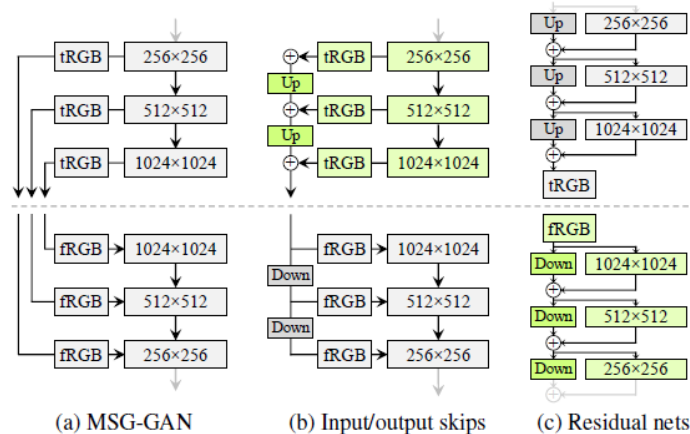 tRGB 256×256
tRGB 512×512
tRGB 1024×1024
fRGB 1024×1024
fRGB 512×512
fRGB 256×256
(a) MSG-GAN
tRGB 256×256
Up
tRGB 512×512
Up
tRGB 1024×1024
fRGB 1024×1024
Down
fRGB 512×512
Down
fRGB 256×256
(b) Input/output skips
Up 256×256
Up 512×512
Up 1024×1024
tRGB
fRGB
Down 1024×1024
Down 512×512
Down 256×256
(c) Residual nets